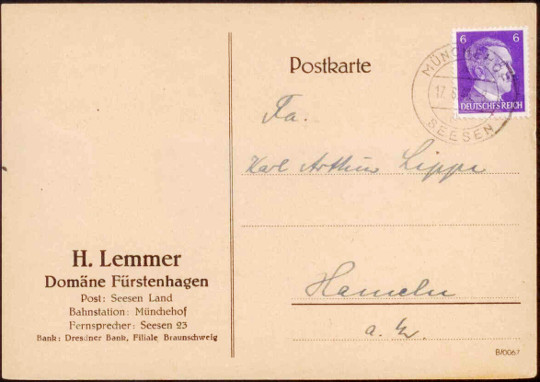 Postkarte
6 6
DEUTSCHES REICH
SEESEN
Fa.
Karl Arthur Lippe
Hameln
a. W.
H. Lemmer
Domäne Fürstenhagen
Post: Seesen Land
Bahnstation: Münchehof
Fernsprecher: Seesen 23
Bank: Dresdner Bank, Filiale Braunschweig
B/0067